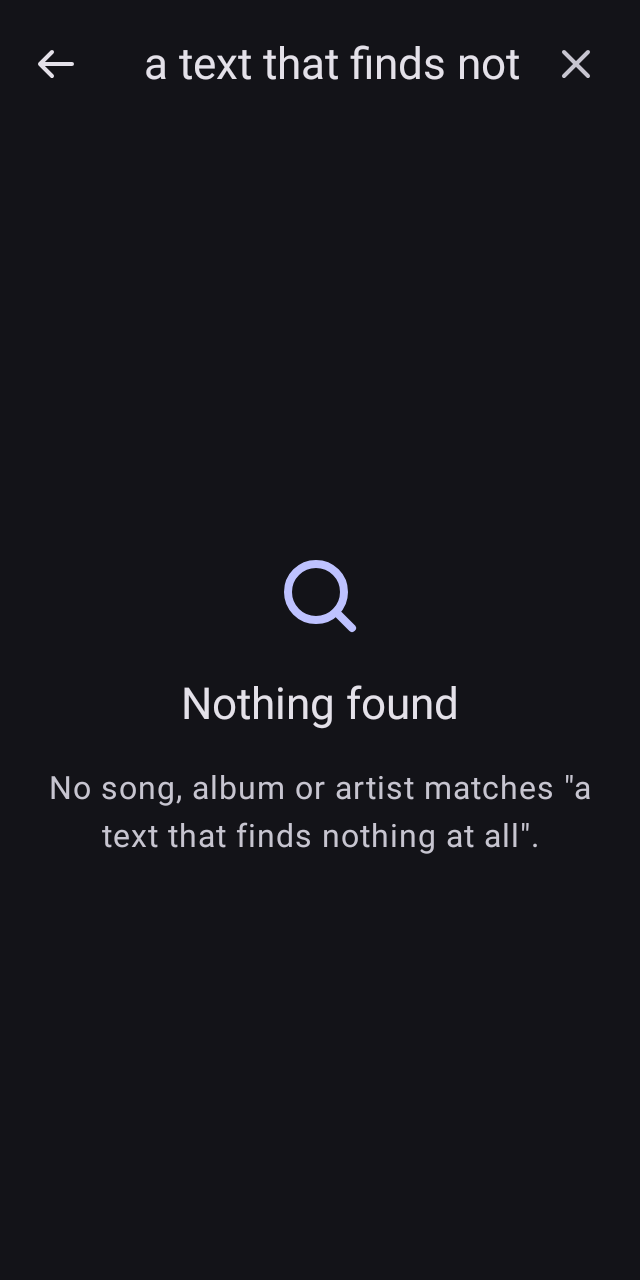 a text that finds not
Nothing found
No song, album or artist matches "a
text that finds nothing at all".